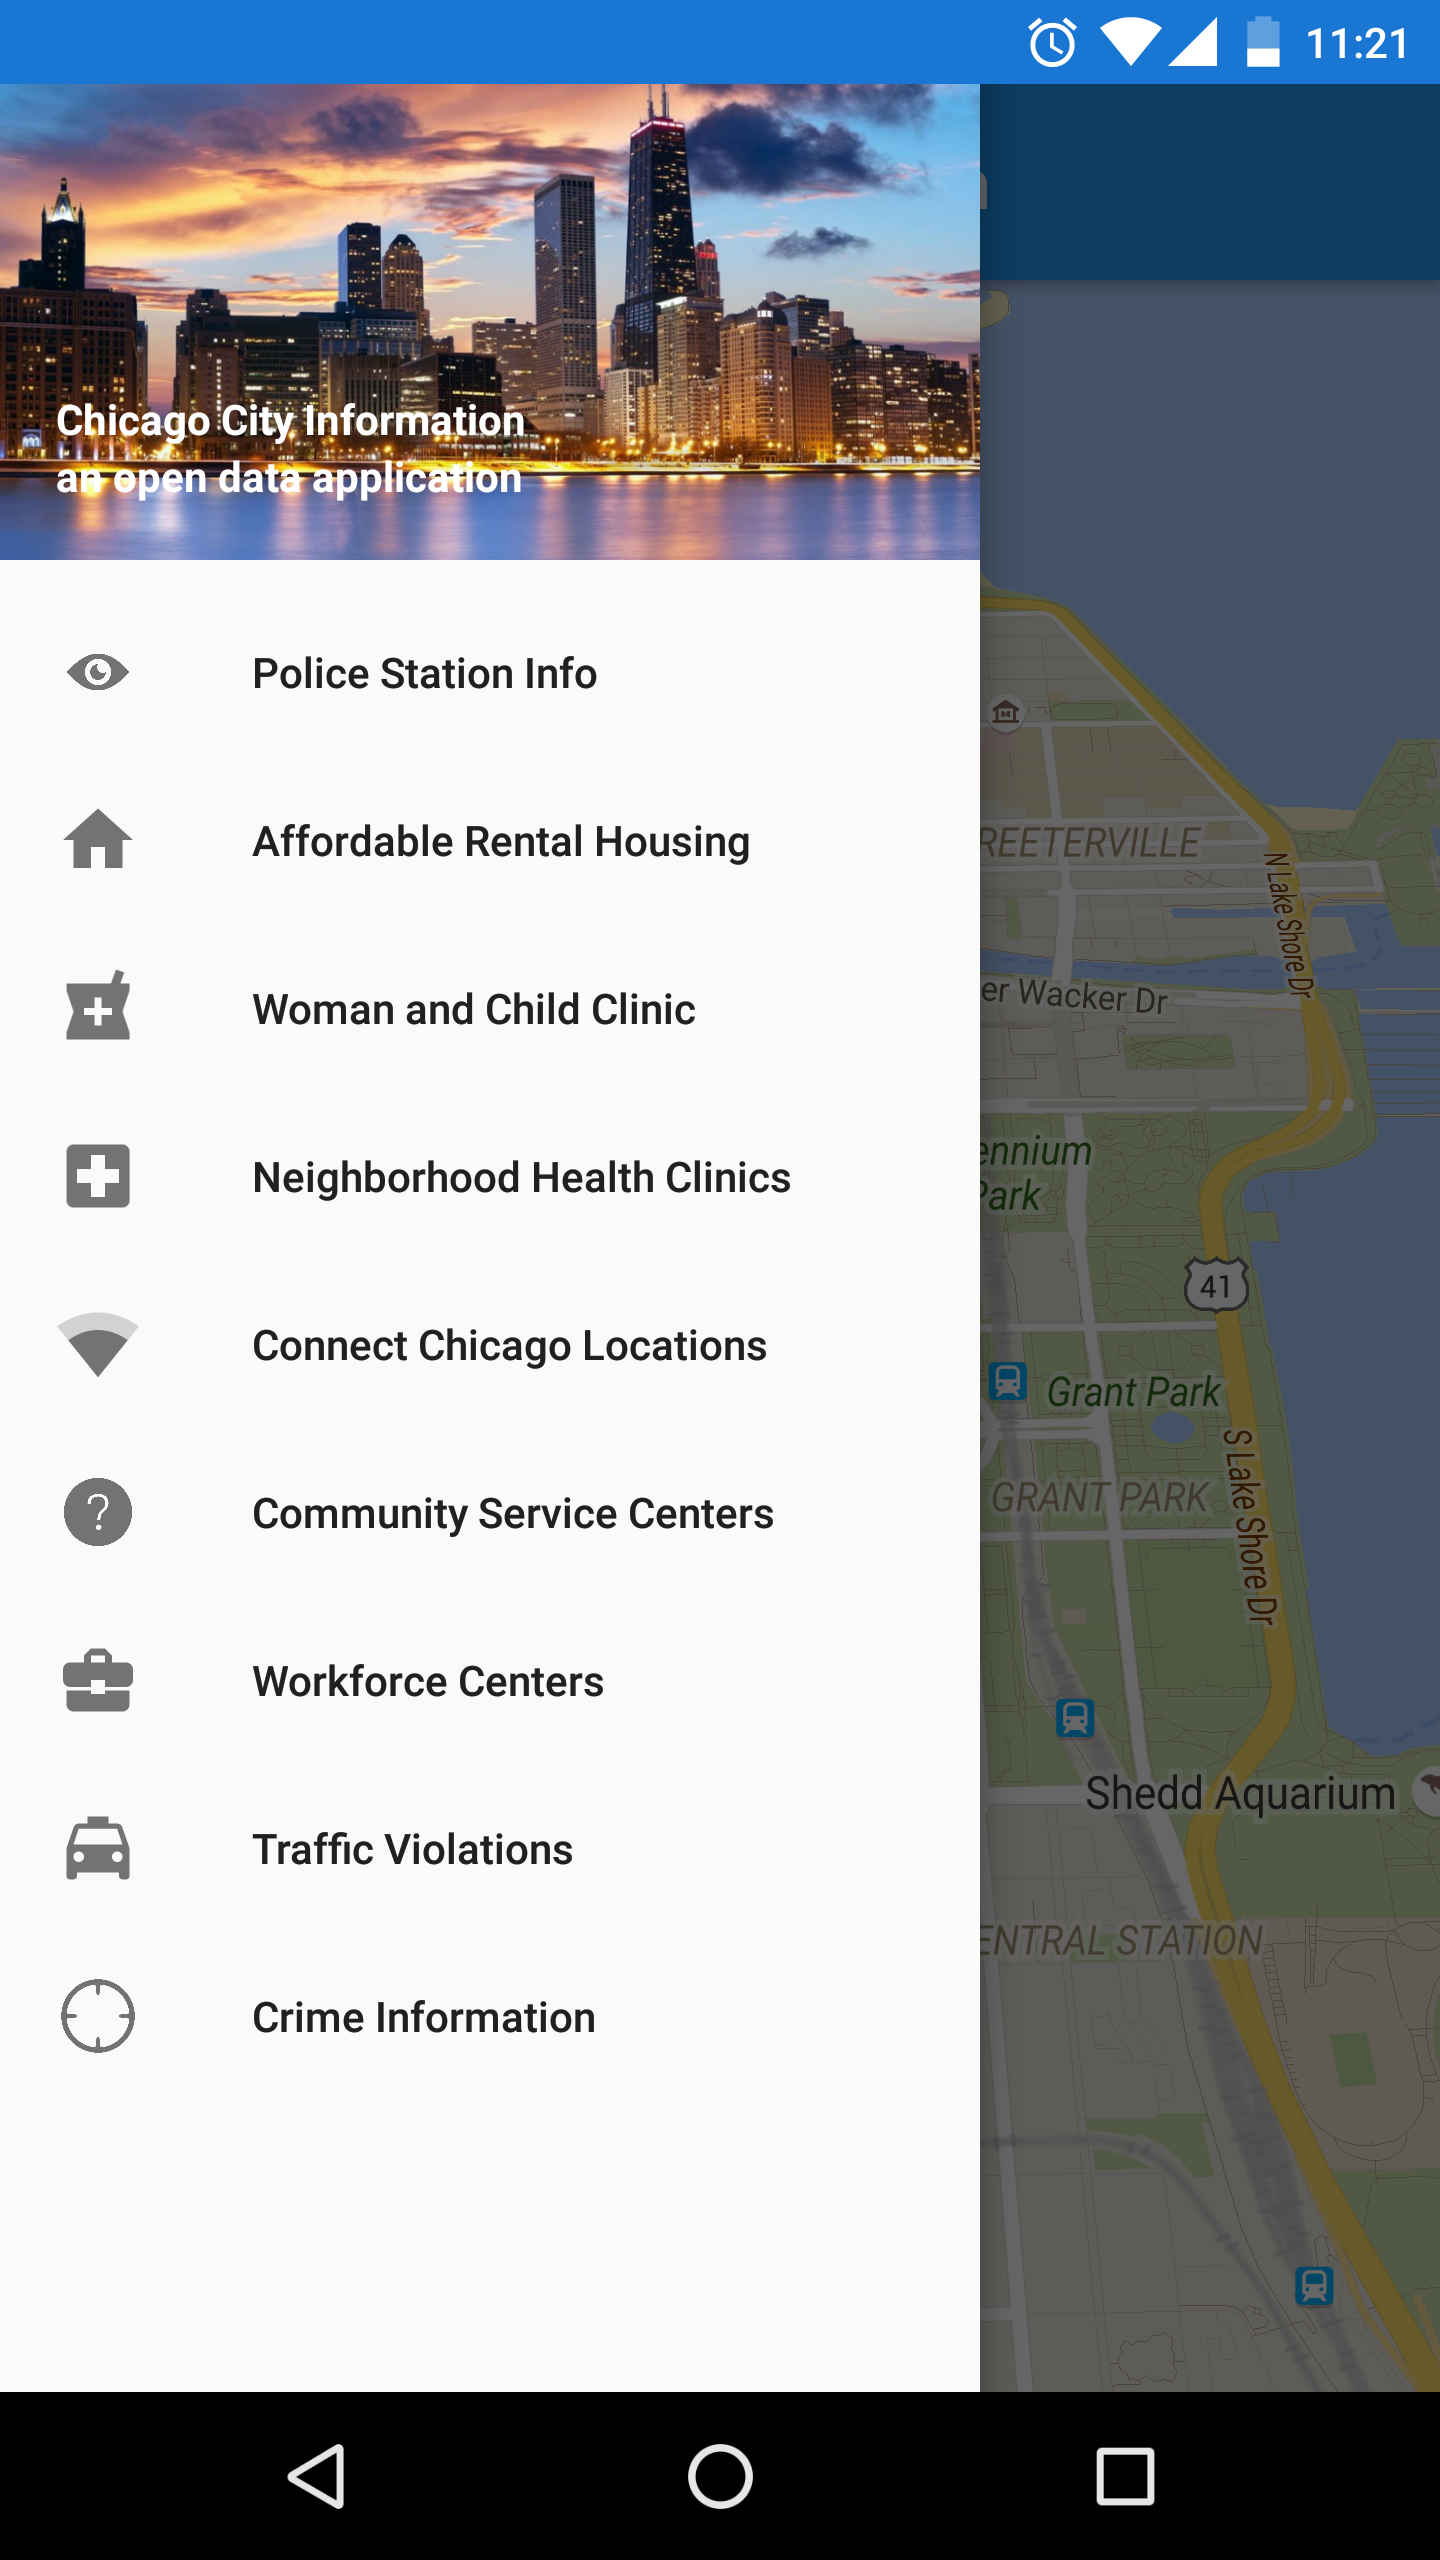 11:21
Chicago City Information
an open data application
Police Station Info
Affordable Rental Housing
Woman and Child Clinic
Neighborhood Health Clinics
Connect Chicago Locations
Community Service Centers
Workforce Centers
Traffic Violations
Crime Information
REETERVILLE
N Lake Shore Dr
er Wacker Dr
ennium
Park
41
Grant Park
S Lake Shore Dr
GRANT PARK
Shedd Aquarium
ENTRAL STATION